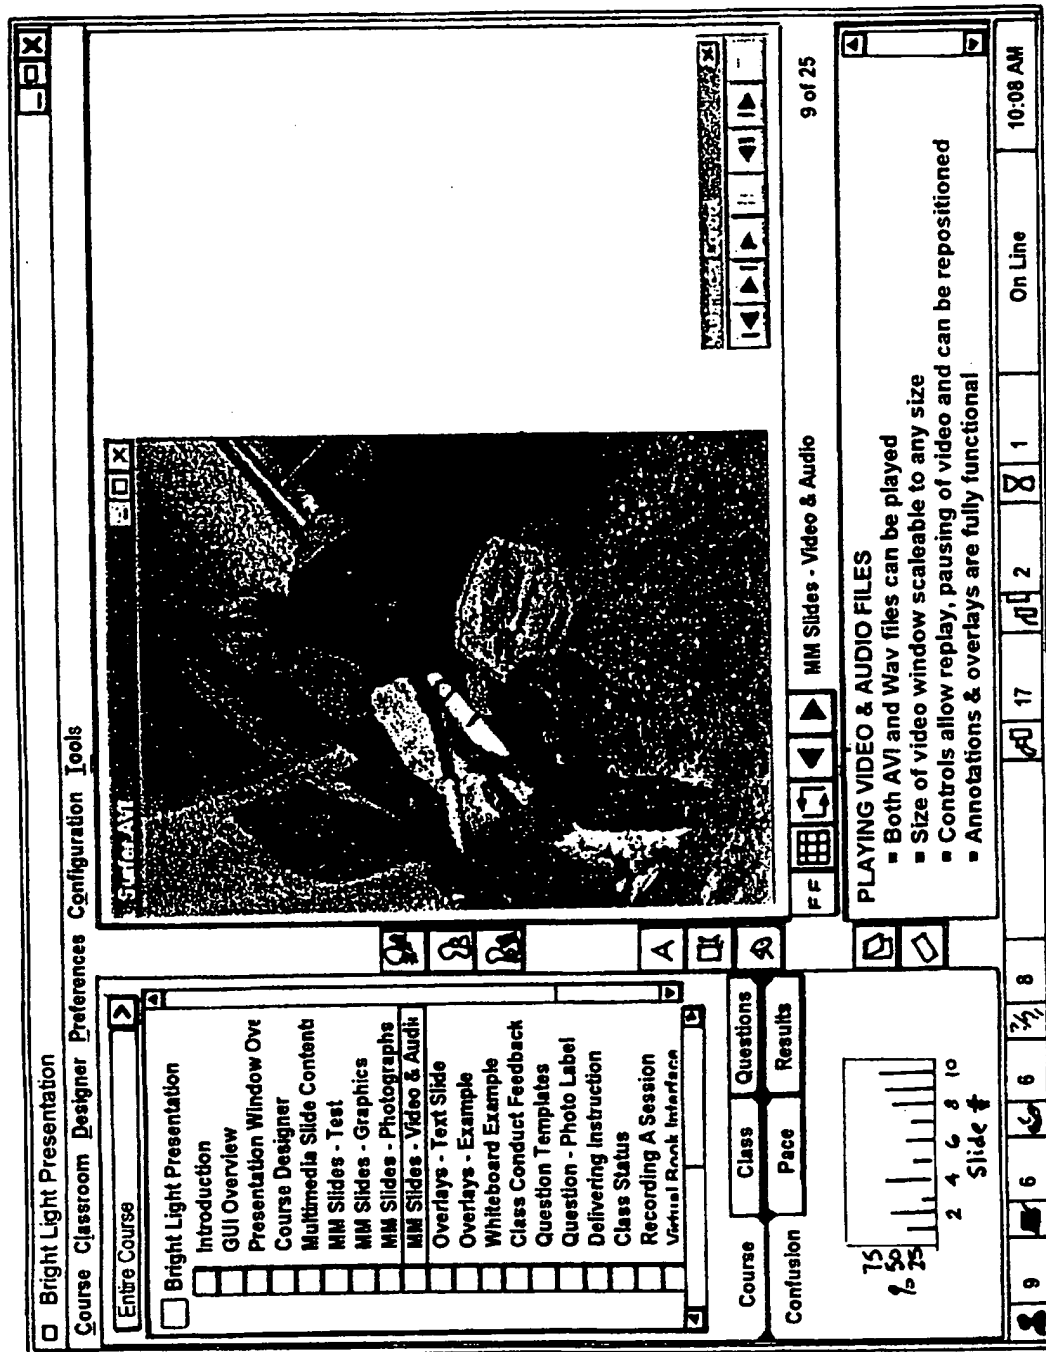 Bright Light Presentation
Course Classroom Designer Preferences Configuration Tools
Entire Course
Bright Light Presentation
Introduction
GUI Overview
Presentation Window Ove
Course Designer
Multimedia Slide Contents
MM Slides - Test
MM Slides - Graphics
MM Slides - Photographs
MM Slides - Video & Audio
Overlays - Text Slide
Overlays - Example
Whiteboard Example
Class Conduct Feedback
Question Templates
Question - Photo Label
Delivering Instruction
Class Status
Recording A Session
Virtual Book Interface
Course Class Questions
Confusion Pace Results
75
% 50
25
2 4 6 8 10
Slide #
A
FF
MM Slides - Video & Audio
9 of 25
PLAYING VIDEO & AUDIO FILES
▪ Both AVI and Wav files can be played
▪ Size of video window scaleable to any size
▪ Controls allow replay, pausing of video and can be repositioned
▪ Annotations & overlays are fully functional
9 6 6 8 17 2 1 On Line 10:08 AM